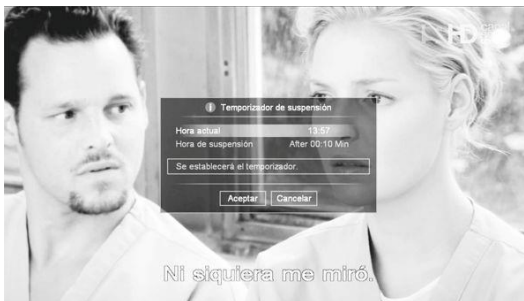 HD
Temporizador de suspensión
Hora actual 13:57
Hora de suspensión After 00:10 Min
Se establecerá el temporizador.
Aceptar Cancelar
Ni siquiera me miró.